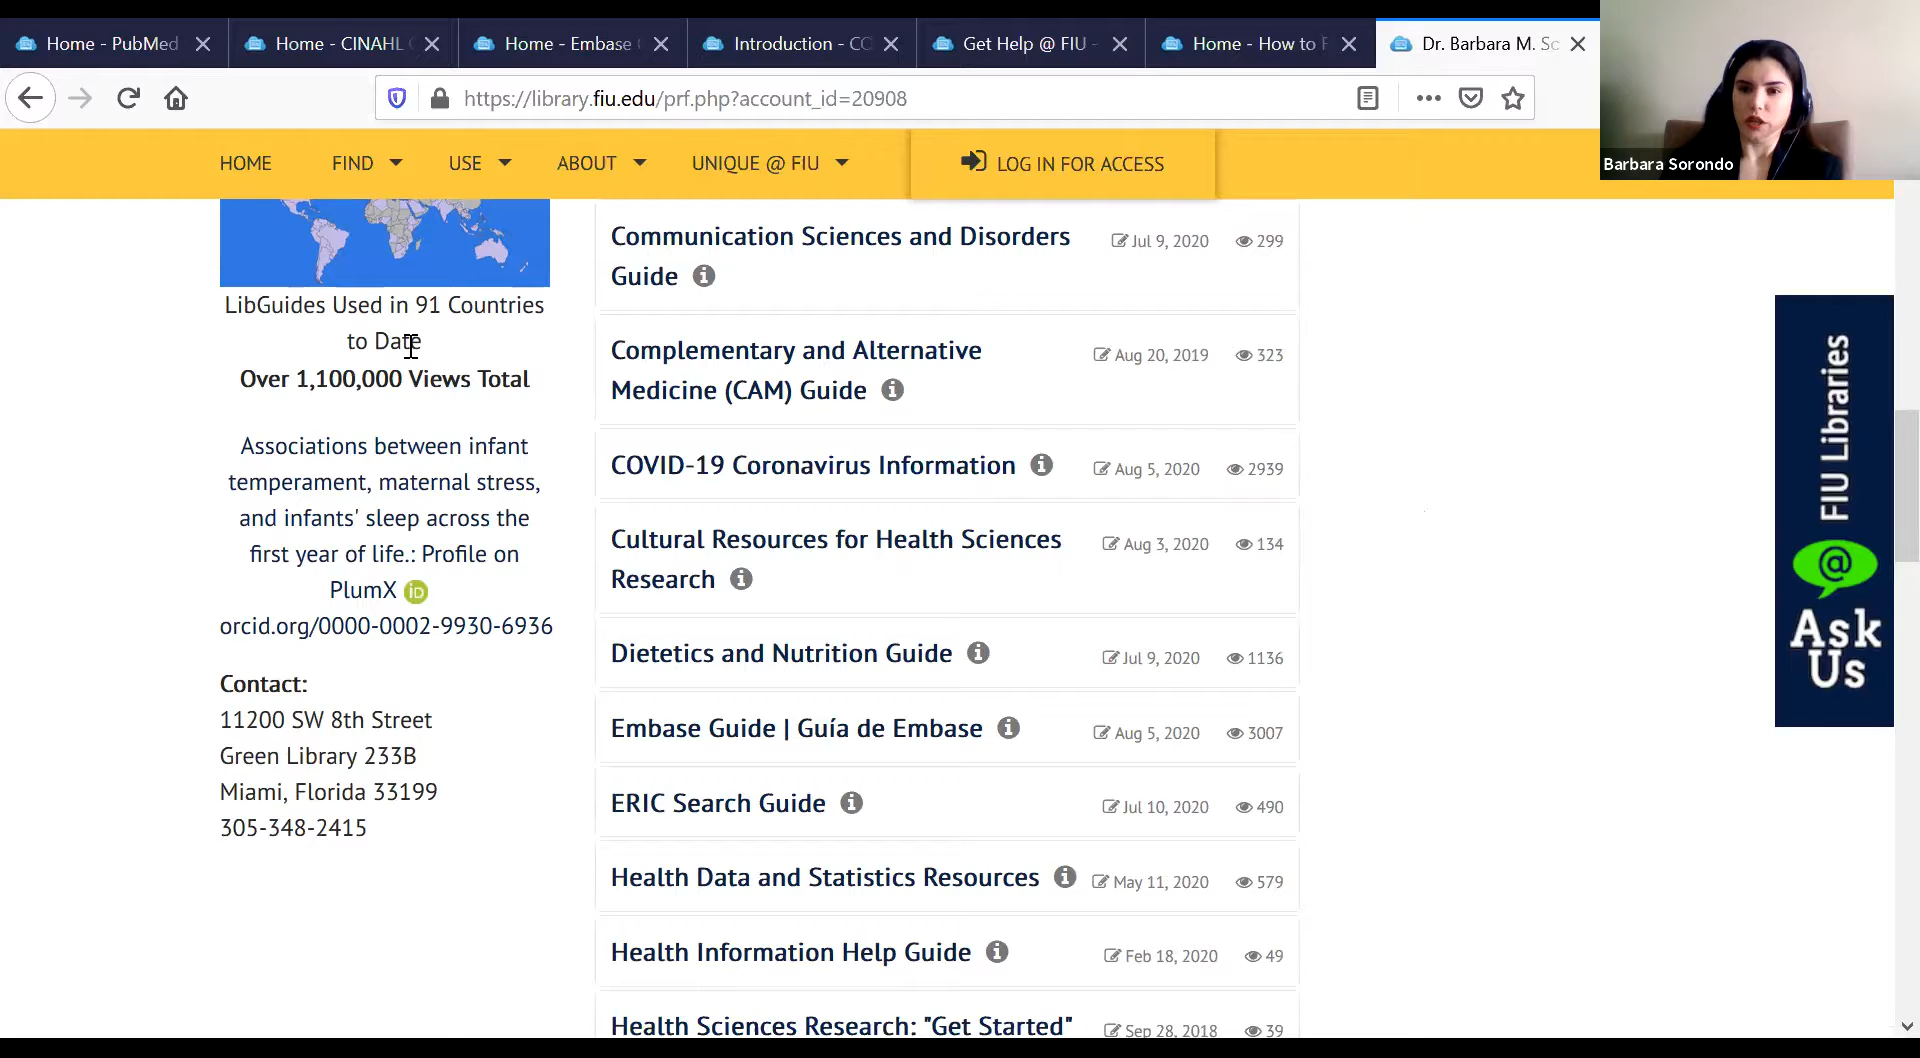 Home - PubMed
Home - CINAHL
Home - Embase
Introduction - CO
Get Help @ FIU -
Home - How to
Dr. Barbara M. Sc
https://library.fiu.edu/prf.php?account_id=20908
Barbara Sorondo
HOME
FIND
USE
ABOUT
UNIQUE @ FIU
LOG IN FOR ACCESS
LibGuides Used in 91 Countries
to Date
Over 1,100,000 Views Total
Associations between infant
temperament, maternal stress,
and infants' sleep across the
first year of life.: Profile on
PlumX iD
orcid.org/0000-0002-9930-6936
Contact:
11200 SW 8th Street
Green Library 233B
Miami, Florida 33199
305-348-2415
Communication Sciences and Disorders
Guide
Jul 9, 2020 299
Complementary and Alternative
Medicine (CAM) Guide
Aug 20, 2019 323
COVID-19 Coronavirus Information
Aug 5, 2020 2939
Cultural Resources for Health Sciences
Research
Aug 3, 2020 134
Dietetics and Nutrition Guide
Jul 9, 2020 1136
Embase Guide | Guía de Embase
Aug 5, 2020 3007
ERIC Search Guide
Jul 10, 2020 490
Health Data and Statistics Resources
May 11, 2020 579
Health Information Help Guide
Feb 18, 2020 49
Health Sciences Research: "Get Started"
Sep 28, 2018 39
FIU Libraries
@
Ask
Us